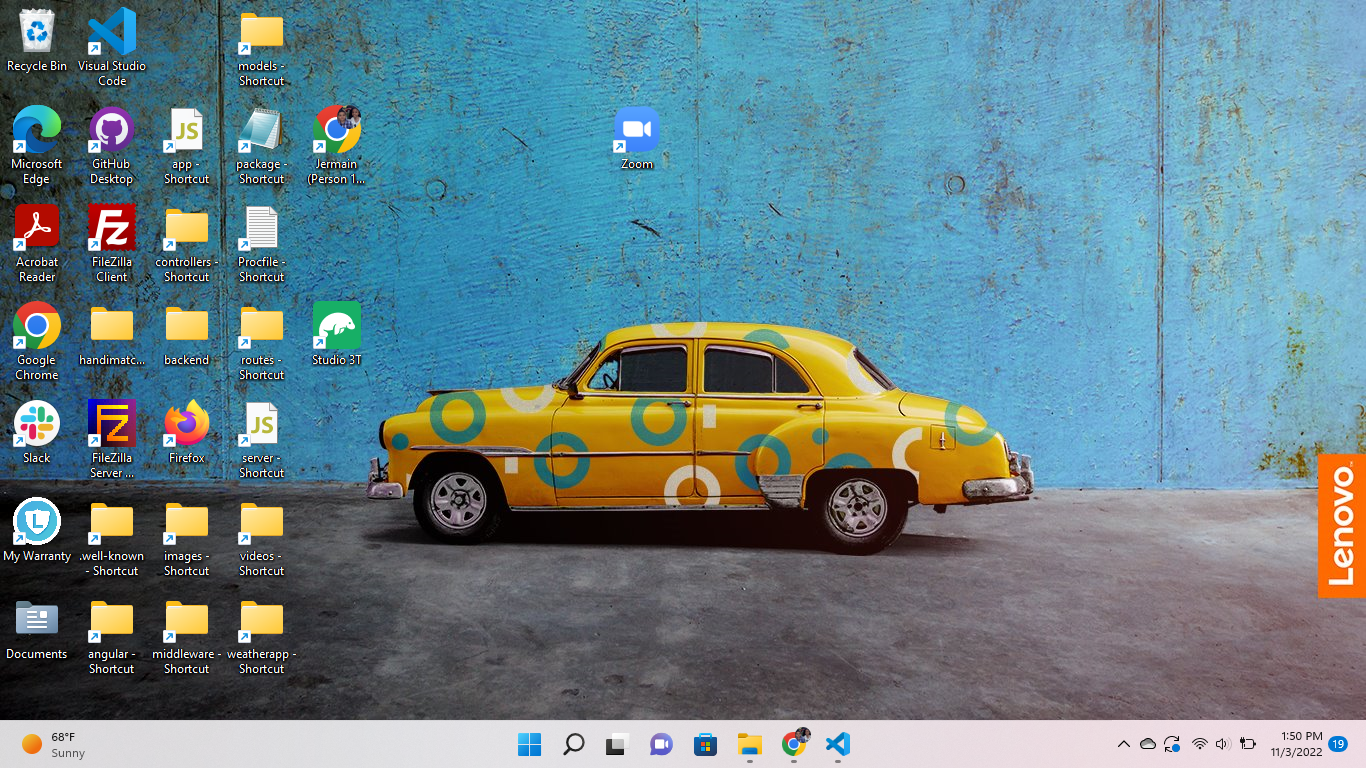 Recycle Bin
Visual Studio
Code
models -
Shortcut
Microsoft
Edge
GitHub
Desktop
JS
app -
Shortcut
package -
Shortcut
Jermain
(Person 1...
Zoom
Acrobat
Reader
Fz
FileZilla
Client
controllers -
Shortcut
Procfile -
Shortcut
Google
Chrome
handimatc...
backend
routes -
Shortcut
Studio 3T
Slack
FZ
FileZilla
Server ...
Firefox
JS
server -
Shortcut
L
My Warranty
.well-known
- Shortcut
images -
Shortcut
videos -
Shortcut
Documents
angular -
Shortcut
middleware -
Shortcut
weatherapp -
Shortcut
Lenovo
68°F
Sunny
1:50 PM
11/3/2022
19